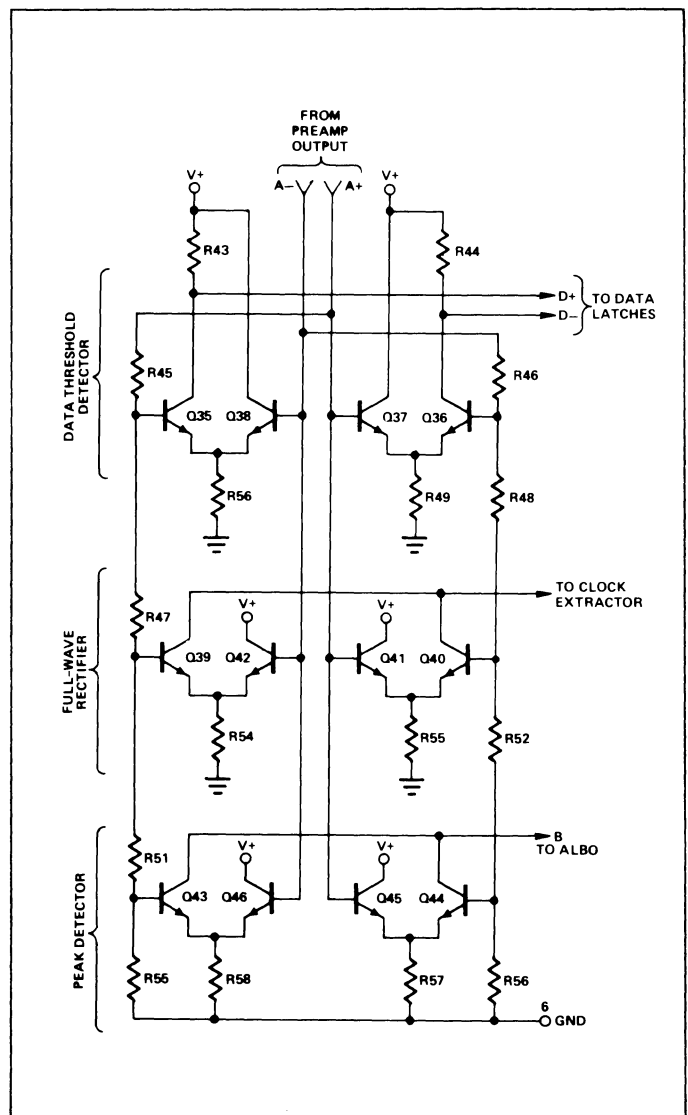 FROM
PREAMP
OUTPUT
V+
A−
A+
V+
R43
R44
D+
D−
TO DATA
LATCHES
DATA THRESHOLD
DETECTOR
R45
R46
Q35
Q38
Q37
Q36
R56
R49
R48
FULL-WAVE
RECTIFIER
R47
TO CLOCK
EXTRACTOR
V+
V+
Q39
Q42
Q41
Q40
R54
R55
R52
PEAK DETECTOR
R51
B
TO ALBO
V+
V+
Q43
Q46
Q45
Q44
R55
R58
R57
R56
6
GND